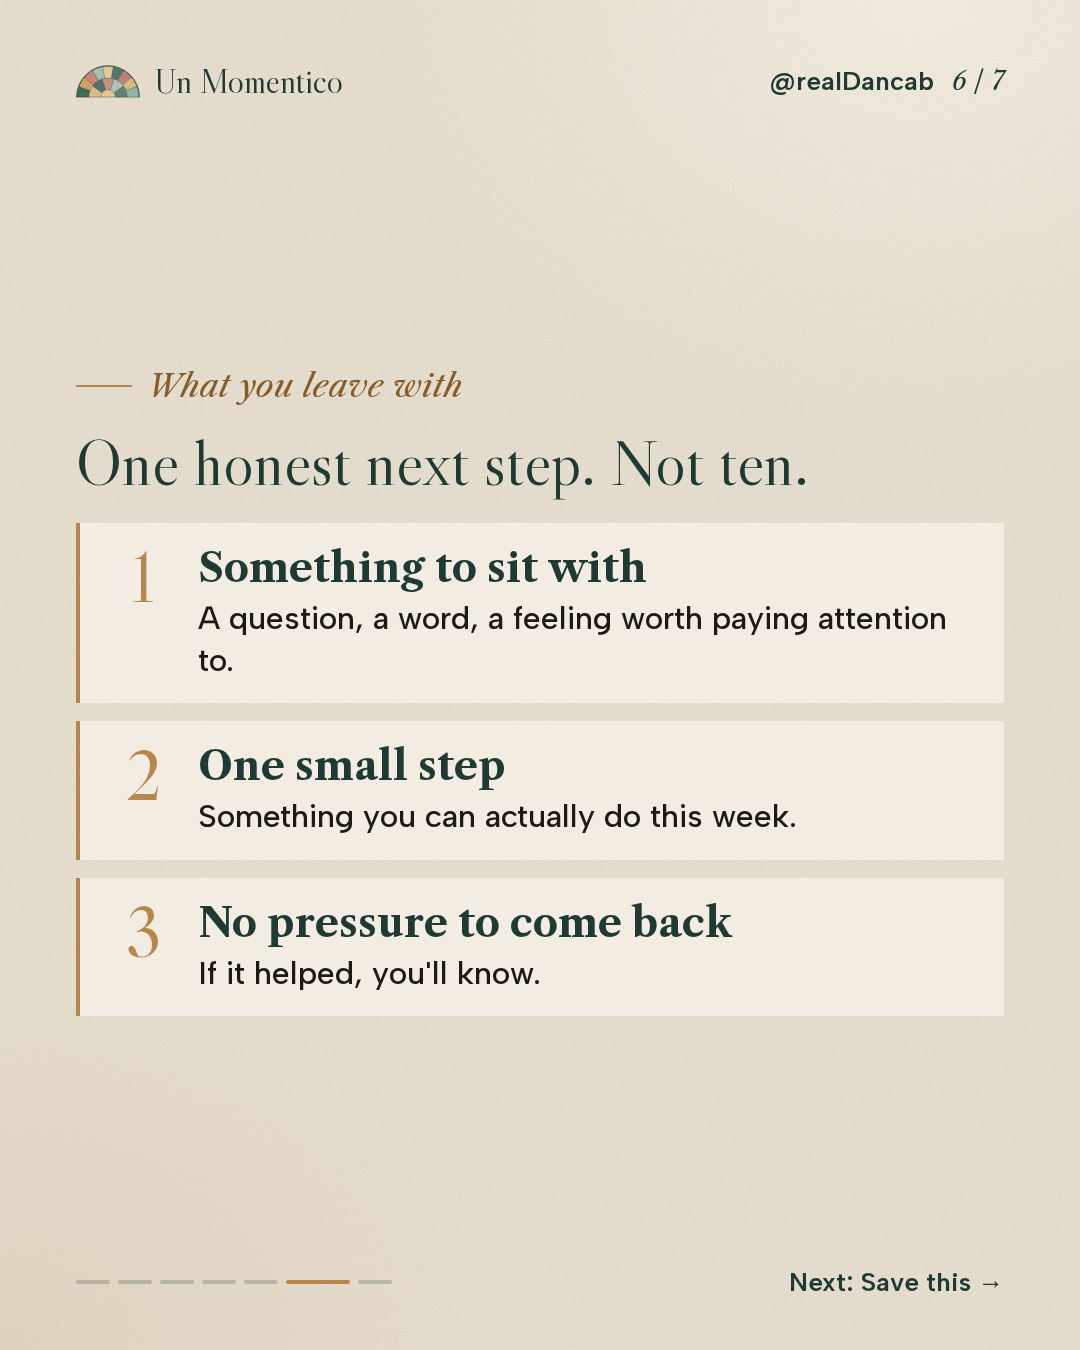 Un Momentico
@realDancab 6 / 7
What you leave with
One honest next step. Not ten.
1 Something to sit with
A question, a word, a feeling worth paying attention
to.
2 One small step
Something you can actually do this week.
3 No pressure to come back
If it helped, you'll know.
Next: Save this →